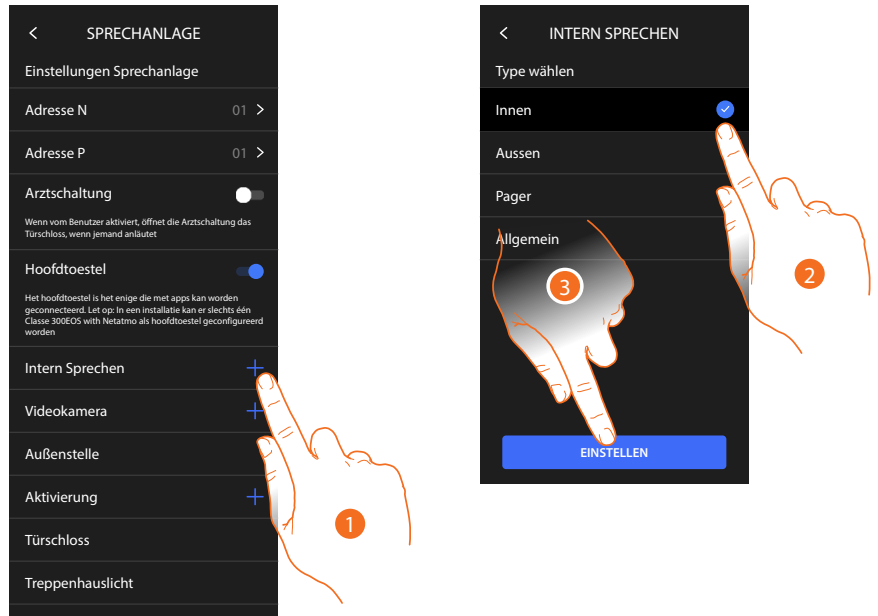 SPRECHANLAGE
Einstellungen Sprechanlage
Adresse N 01
Adresse P 01
Arztschaltung
Wenn vom Benutzer aktiviert, öffnet die Arztschaltung das
Türschloss, wenn jemand anläutet
Hoofdtoestel
Het hoofdtoestel is het enige die met apps kan worden
geconnecteerd. Let op: In een installatie kan er slechts één
Classe 300EOS with Netatmo als hoofdtoestel geconfigureerd
worden
Intern Sprechen
Videokamera
Außenstelle
Aktivierung
Türschloss
Treppenhauslicht
1
INTERN SPRECHEN
Type wählen
Innen
Aussen
Pager
Allgemein
2
3
EINSTELLEN